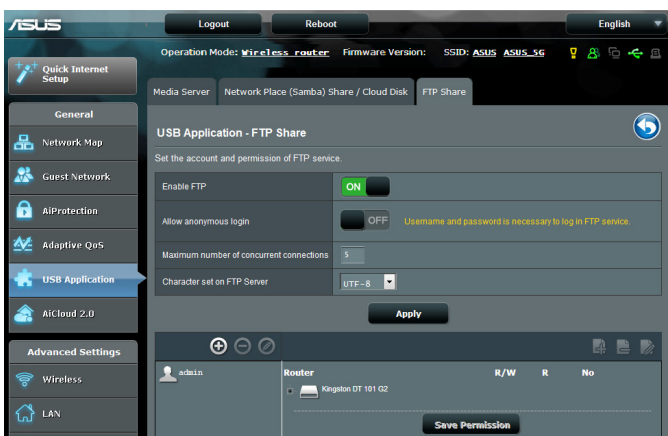 ASUS
Logout Reboot English
Operation Mode: Wireless router Firmware Version: SSID: ASUS ASUS_5G
Quick Internet
Setup
Media Server Network Place (Samba) Share / Cloud Disk FTP Share
General
USB Application - FTP Share
Network Map
Set the account and permission of FTP service.
Guest Network
Enable FTP ON
AiProtection
Allow anonymous login OFF Username and password is necessary to log in FTP service.
Adaptive QoS
Maximum number of concurrent connections 5
USB Application
Character set on FTP Server UTF-8
AiCloud 2.0
Apply
Advanced Settings
admin Router R/W R No
Wireless
Kingston DT 101 G2
LAN
Save Permission